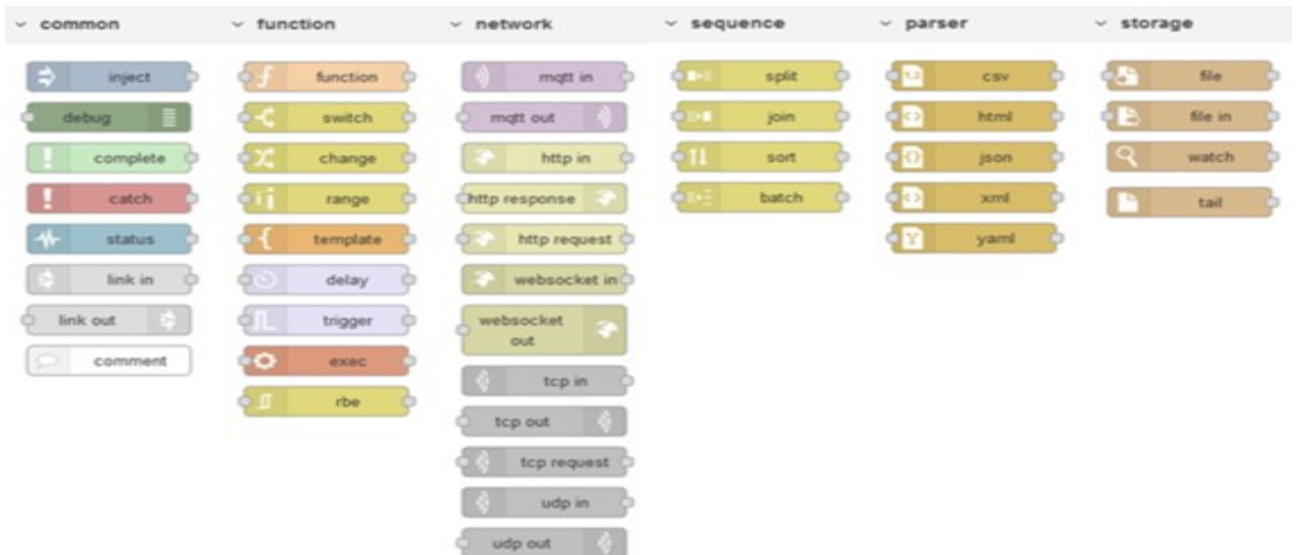 common
inject
debug
complete
catch
status
link in
link out
comment
function
function
switch
change
range
template
delay
trigger
exec
rbe
network
mqtt in
mqtt out
http in
http response
http request
websocket in
websocket
out
tcp in
tcp out
tcp request
udp in
udp out
sequence
split
join
sort
batch
parser
csv
html
json
xml
yaml
storage
file
file in
watch
tail